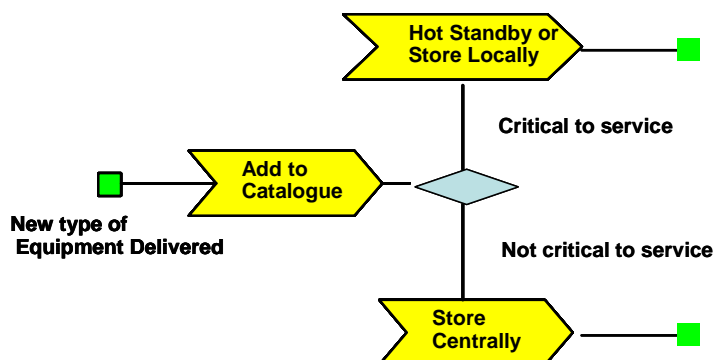 Hot Standby or
Store Locally
Critical to service
Add to
Catalogue
New type of
Equipment Delivered
Not critical to service
Store
Centrally